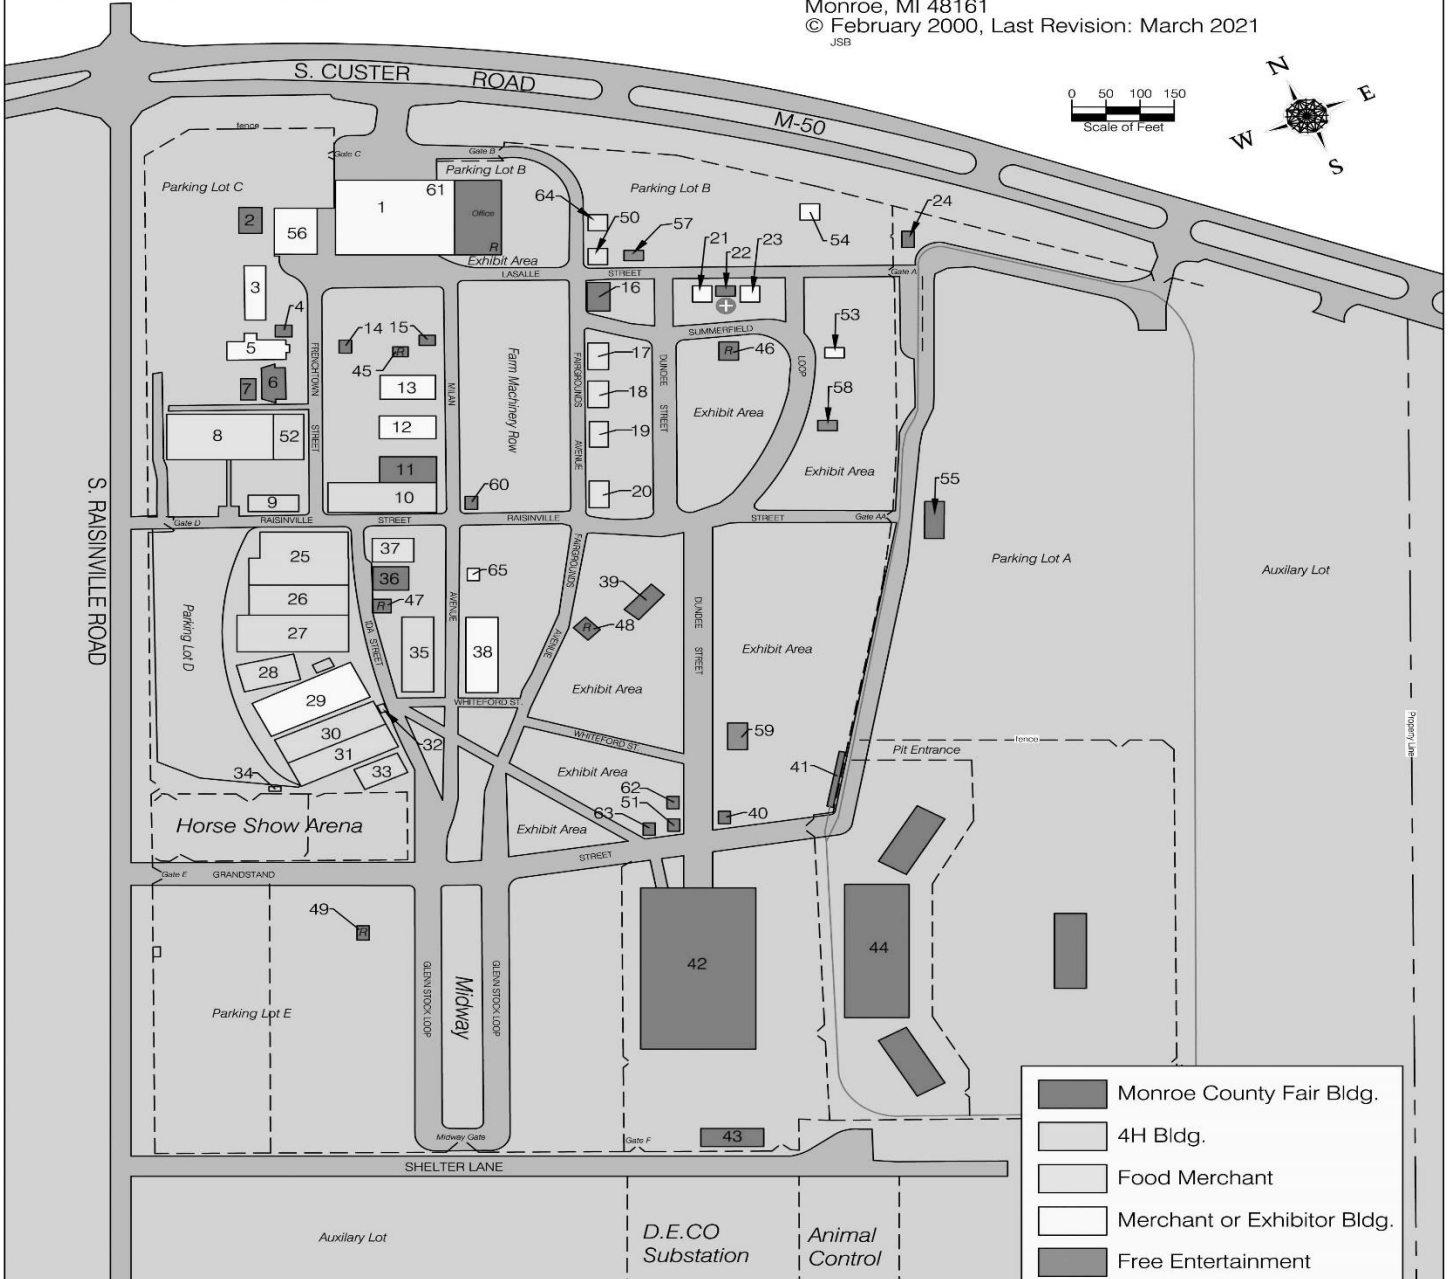 Monroe, MI 48161
© February 2000, Last Revision: March 2021
JSB
S. CUSTER ROAD
M-50
0 50 100 150
Scale of Feet
N
E
W
S
fence
Gate C
Gate B
Parking Lot C
Parking Lot B
Parking Lot B
61
1
Office
R
2
56
64
50
57
54
24
Exhibit Area
LASALLE
STREET
Gate A
21
22
23
3
16
4
14
15
SUMMERFIELD
53
5
R
45
17
R
46
FRENCHTOWN
STREET
MILAN
Farm Machinery Row
FAIRGROUNDS
AVENUE
DUNDEE
STREET
LOOP
7
6
13
18
Exhibit Area
58
8
52
12
19
11
Exhibit Area
10
60
20
55
9
Gate D
RAISINVILLE
STREET
RAISINVILLE
STREET
Gate AA
S. RAISINVILLE ROAD
25
37
36
65
Parking Lot A
Auxilary Lot
26
R
47
39
27
R
48
Parking Lot D
IDA STREET
AVENUE
FAIRGROUNDS
AVENUE
DUNDEE
STREET
Exhibit Area
28
35
38
29
Exhibit Area
WHITEFORD ST.
30
31
32
WHITEFORD ST.
59
fence
Pit Entrance
Property Line
33
34
Exhibit Area
41
62
51
63
40
Horse Show Arena
Exhibit Area
STREET
Gate E
GRANDSTAND
49
R
42
44
GLENN STOCK LOOP
Midway
GLENN STOCK LOOP
Parking Lot E
Midway Gate
Gate F
43
SHELTER LANE
Monroe County Fair Bldg.
4H Bldg.
Food Merchant
Merchant or Exhibitor Bldg.
Free Entertainment
Auxilary Lot
D.E.CO
Substation
Animal
Control